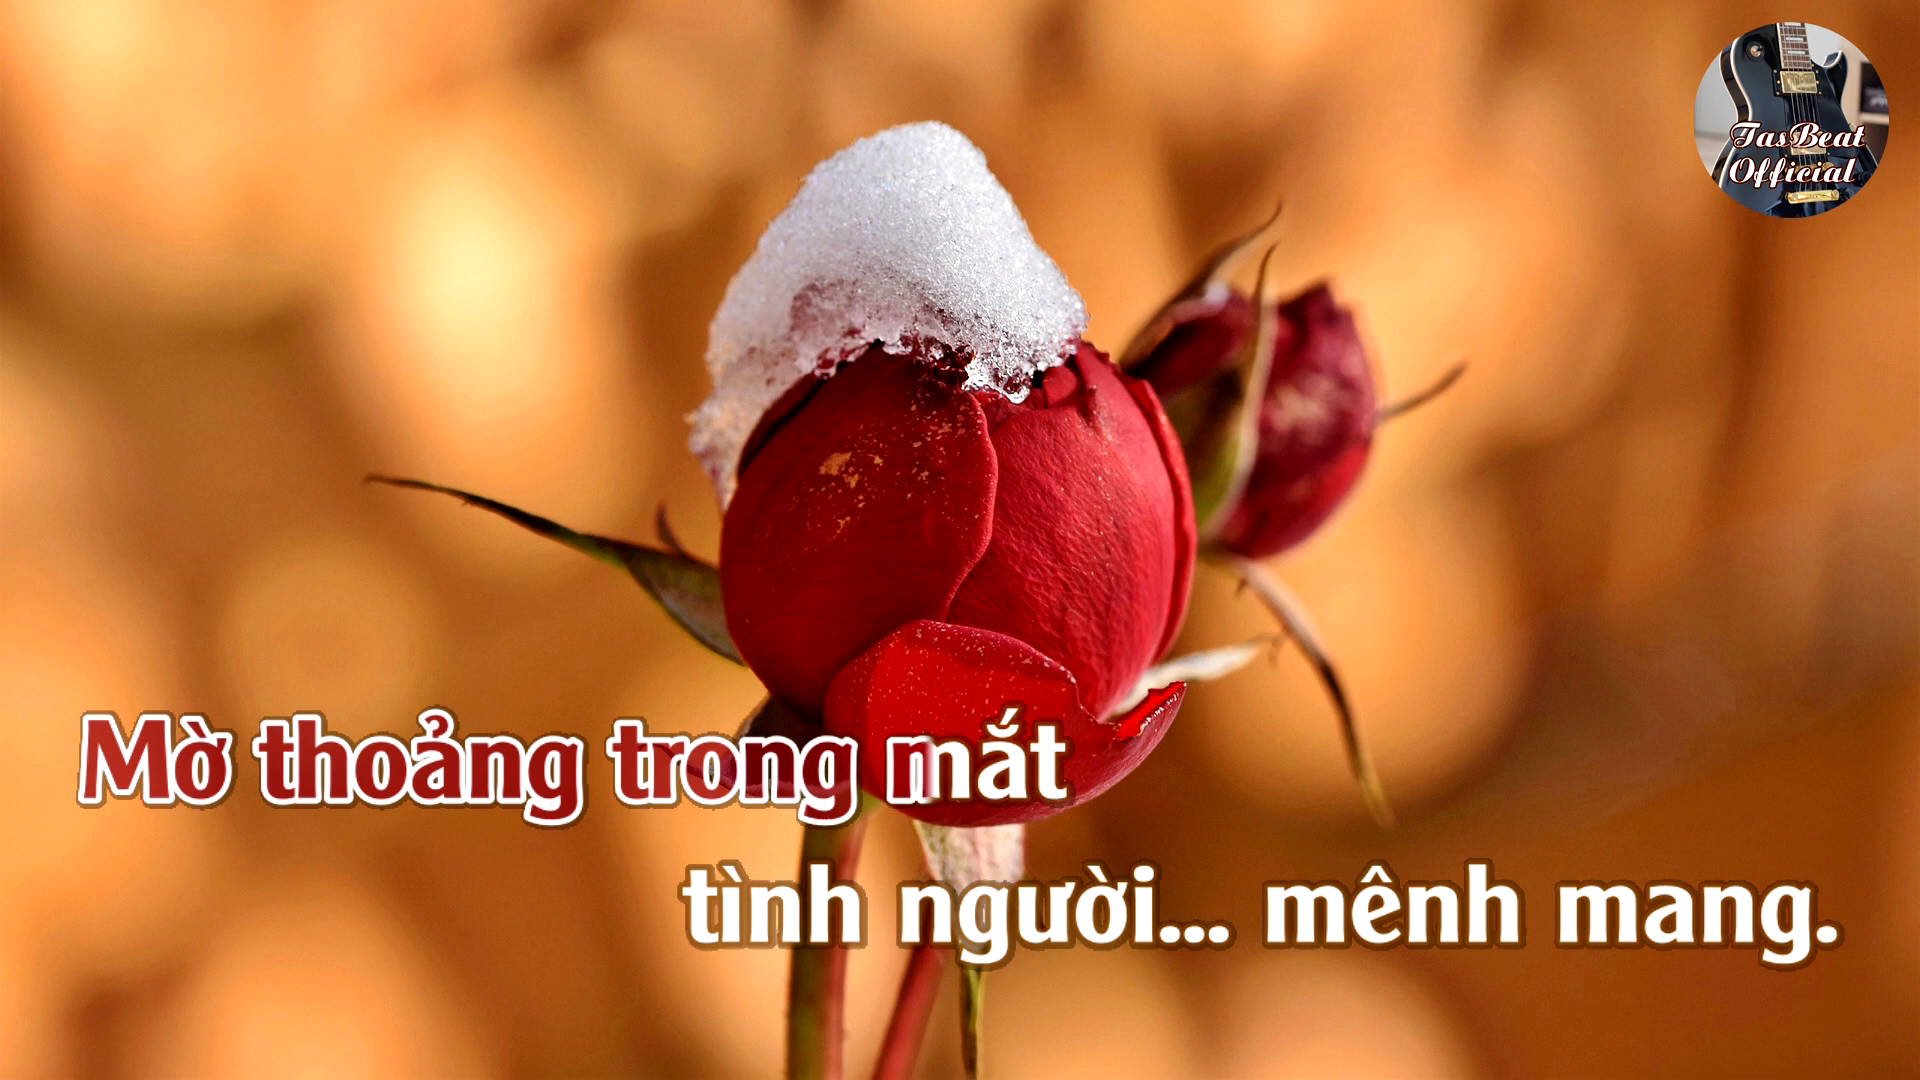 TasBeat
Official
Mờ thoảng trong mắt
tình người... mênh mang.